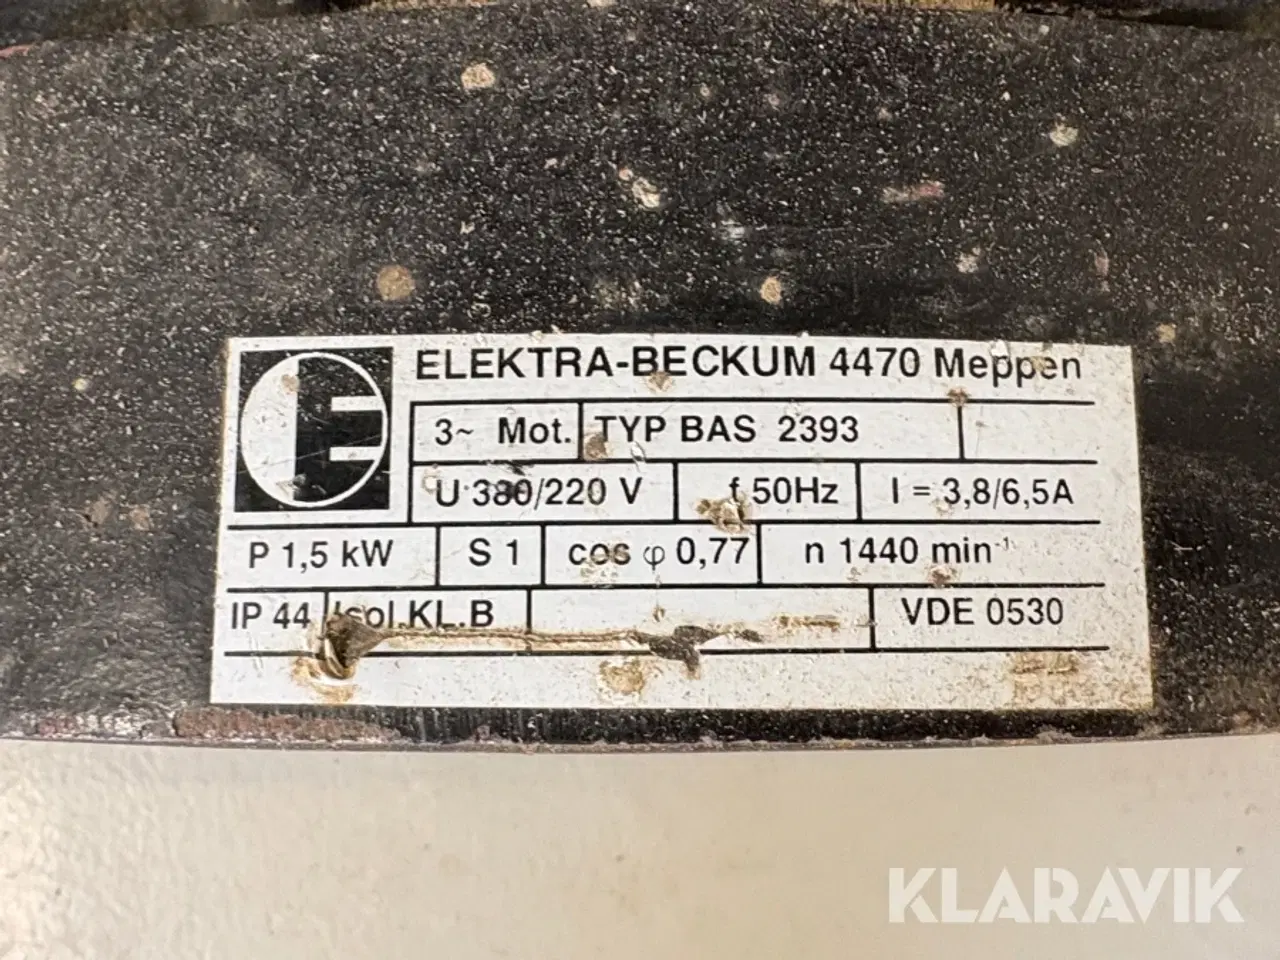 ELEKTRA-BECKUM 4470 Meppen
3~ Mot. TYP BAS 2393
U 380/220 V f 50Hz I = 3,8/6,5A
P 1,5 kW S 1 cos φ 0,77 n 1440 min⁻¹
IP 44 Isol.KL.B VDE 0530
KLARAVIK